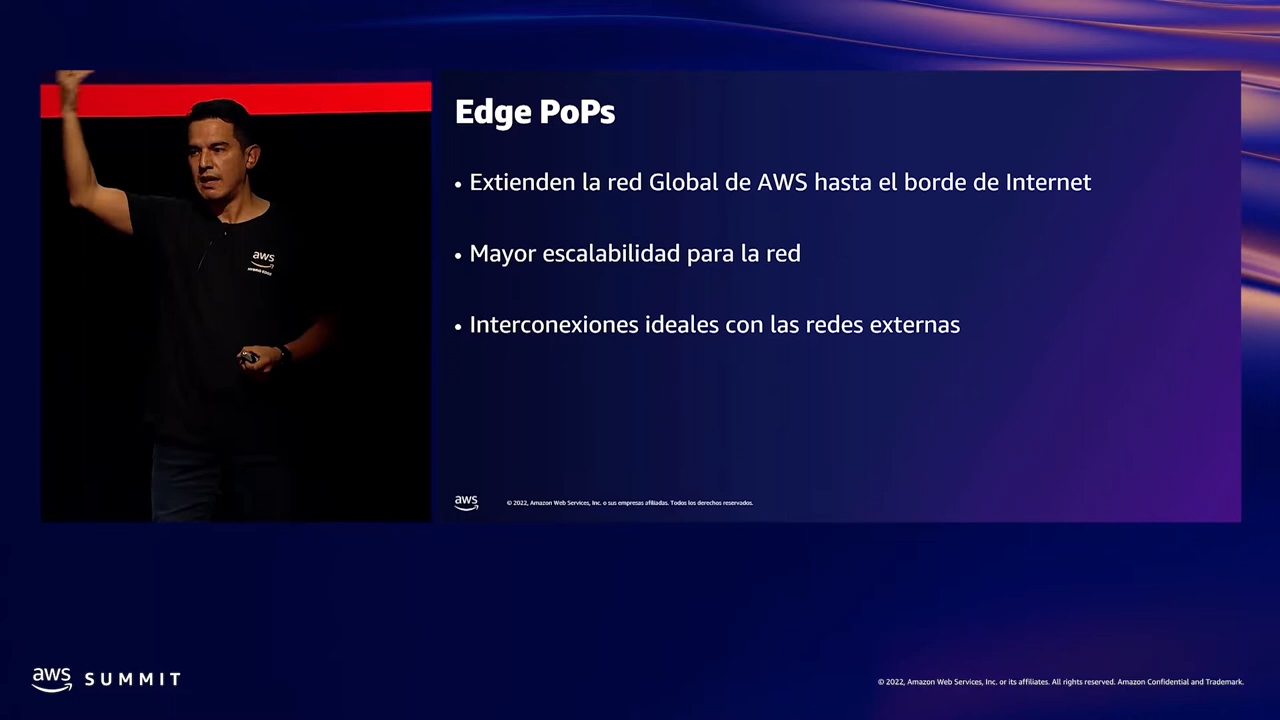 Edge PoPs
• Extienden la red Global de AWS hasta el borde de Internet
• Mayor escalabilidad para la red
• Interconexiones ideales con las redes externas
aws
HYBRID EDGE
aws
© 2022, Amazon Web Services, Inc. o sus empresas afiliadas. Todos los derechos reservados.
aws SUMMIT
© 2022, Amazon Web Services, Inc. or its affiliates. All rights reserved. Amazon Confidential and Trademark.